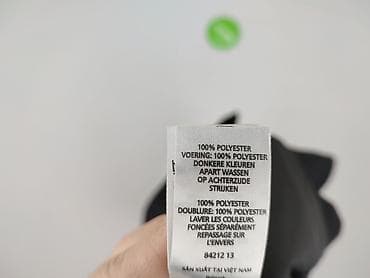 100% POLYESTER
VOERING: 100% POLYESTER
DONKERE KLEUREN
APART WASSEN
OP ACHTERZIJDE
STRIJKEN
100% POLYESTER
DOUBLURE: 100% POLYESTER
LAVER LES COULEURS
FONCÉES SÉPARÉMENT
REPASSAGE SUR
L'ENVERS
84212 13
SẢN XUẤT TẠI VIỆT NAM